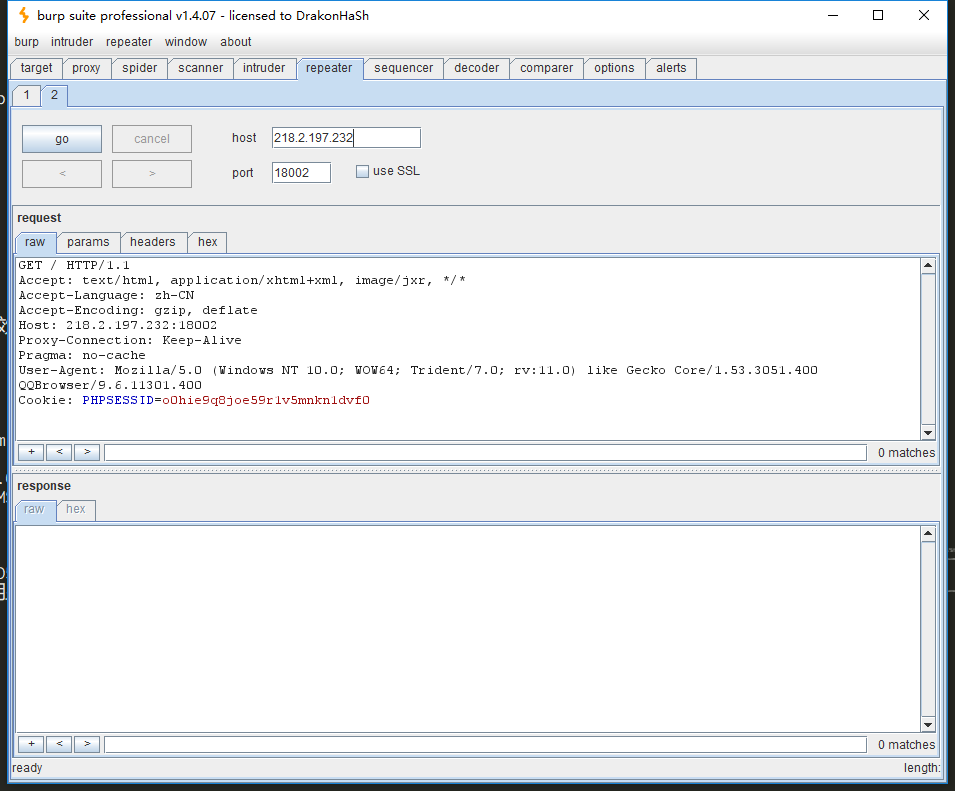 burp suite professional v1.4.07 - licensed to DrakonHaSh
burp intruder repeater window about
target proxy spider scanner intruder repeater sequencer decoder comparer options alerts
1 2
go cancel host 218.2.197.232
< > port 18002 use SSL
request
raw params headers hex
GET / HTTP/1.1
Accept: text/html, application/xhtml+xml, image/jxr, */*
Accept-Language: zh-CN
Accept-Encoding: gzip, deflate
Host: 218.2.197.232:18002
Proxy-Connection: Keep-Alive
Pragma: no-cache
User-Agent: Mozilla/5.0 (Windows NT 10.0; WOW64; Trident/7.0; rv:11.0) like Gecko Core/1.53.3051.400
QQBrowser/9.6.11301.400
Cookie: PHPSESSID=o0hie9q8joe59r1v5mnkn1dvf0
+ < > 0 matches
response
raw hex
+ < > 0 matches
ready length: